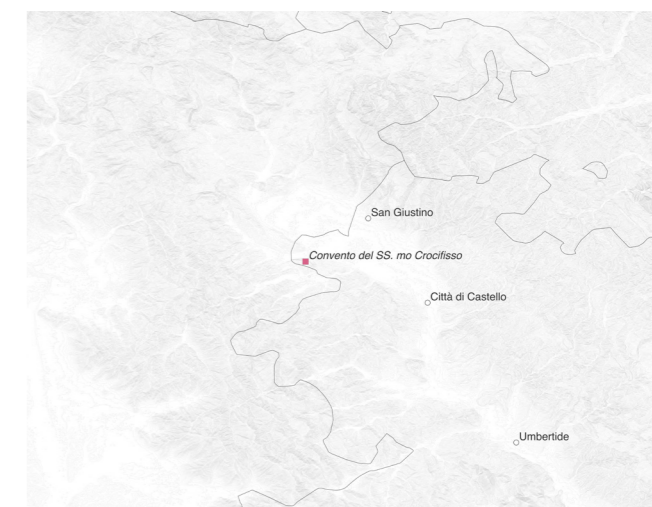 San Giustino
Convento del SS. mo Crocifisso
Città di Castello
Umbertide